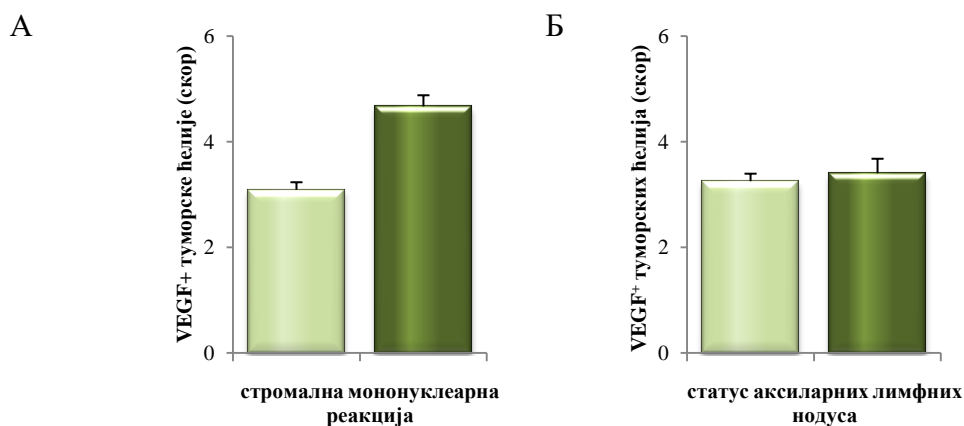 А
VEGF+ туморске ћелије (скор)
6
4
2
0
стромална мононуклеарна
реакција
Б
VEGF⁺ туморских ћелија (скор)
6
4
2
0
статус аксиларних лимфних
нодуса